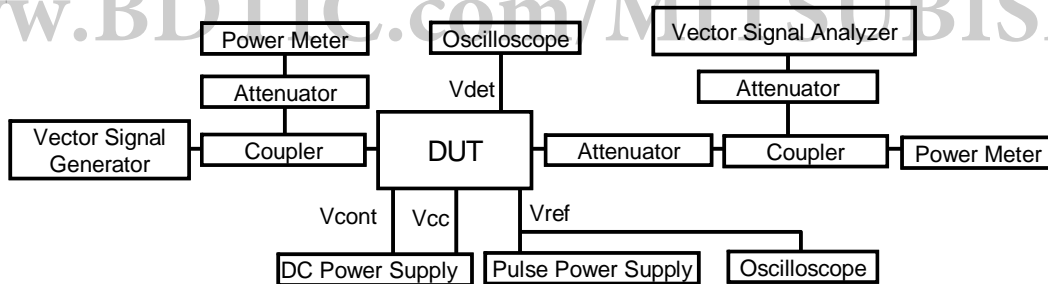 w.BDTIC.com/MITSUBIS
Power Meter
Oscilloscope
Vector Signal Analyzer
Attenuator
Vdet
Attenuator
Vector Signal
Generator
Coupler
DUT
Attenuator
Coupler
Power Meter
Vcont
Vcc
Vref
DC Power Supply
Pulse Power Supply
Oscilloscope